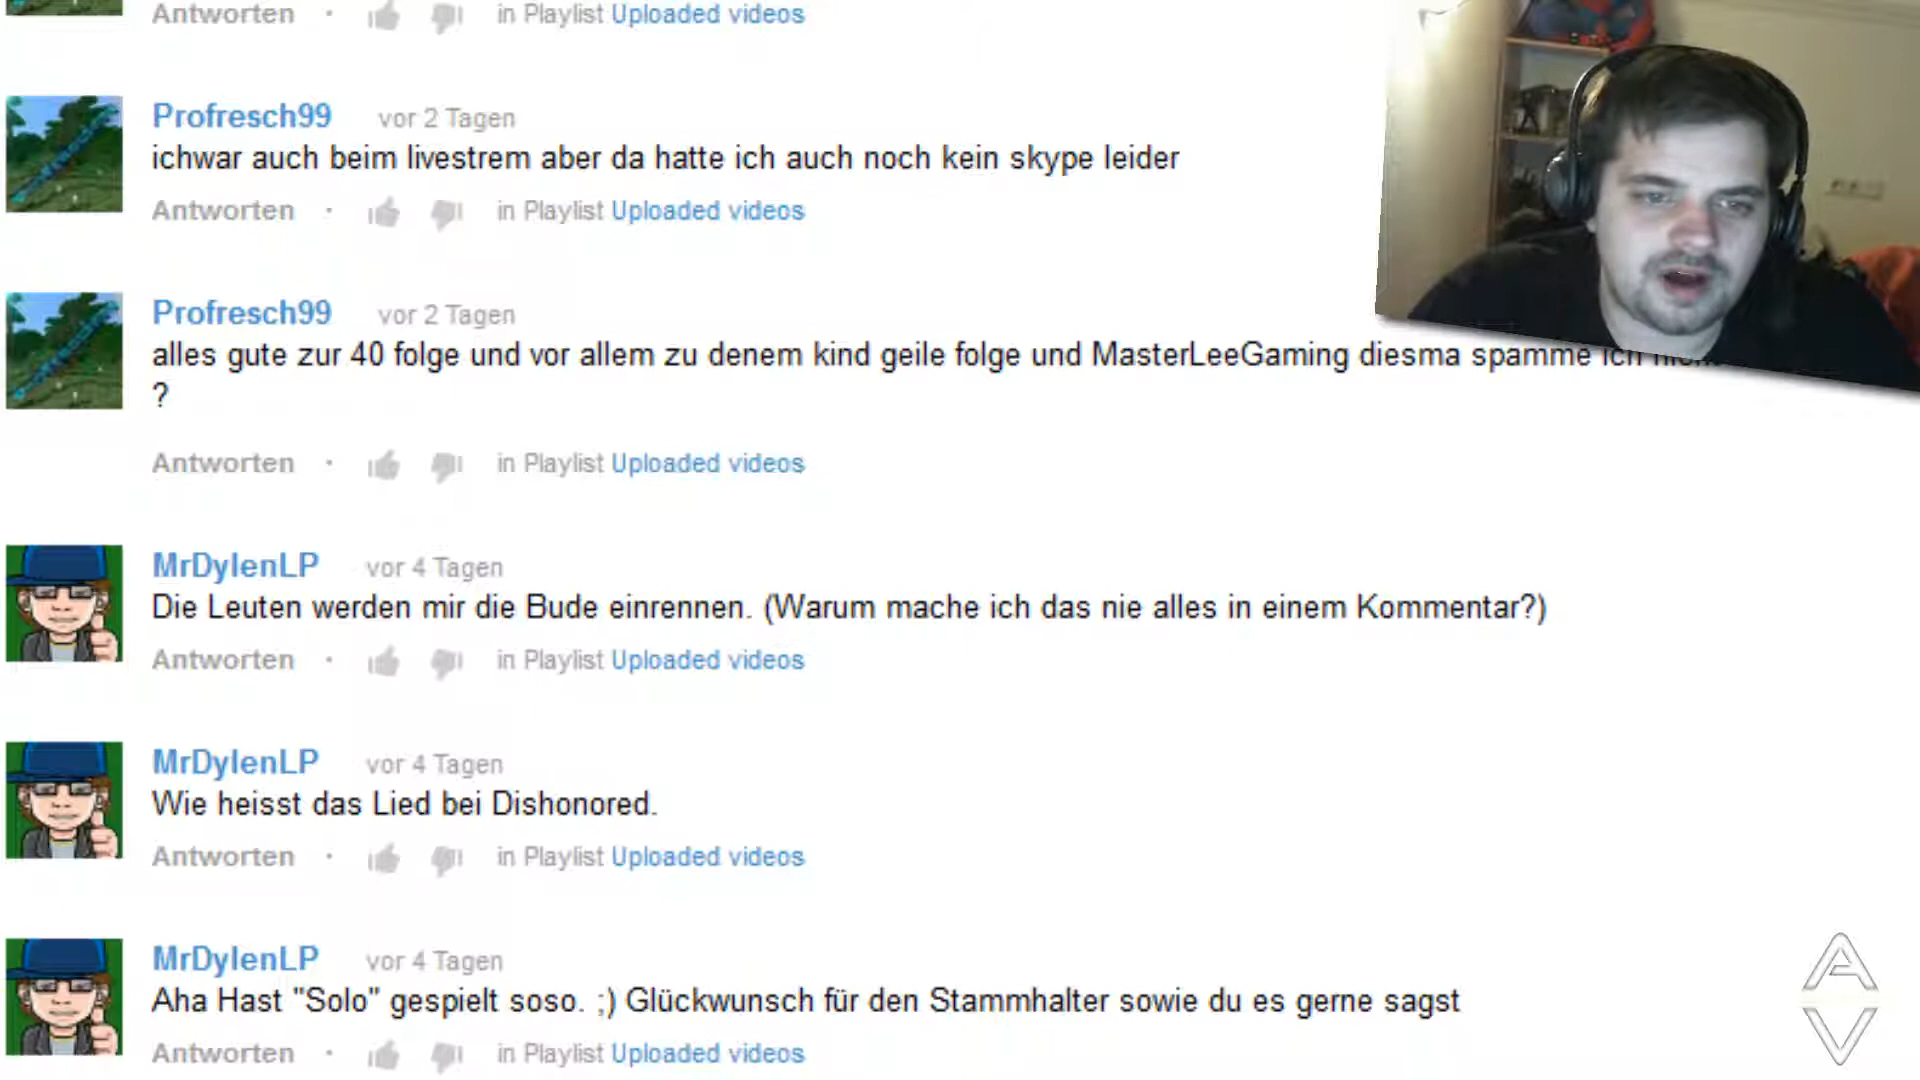 Antworten · in Playlist Uploaded videos
Profresch99 vor 2 Tagen
ichwar auch beim livestrem aber da hatte ich auch noch kein skype leider
Antworten · in Playlist Uploaded videos
Profresch99 vor 2 Tagen
alles gute zur 40 folge und vor allem zu denem kind geile folge und MasterLeeGaming diesma spamme ich
?
Antworten · in Playlist Uploaded videos
MrDylenLP vor 4 Tagen
Die Leuten werden mir die Bude einrennen. (Warum mache ich das nie alles in einem Kommentar?)
Antworten · in Playlist Uploaded videos
MrDylenLP vor 4 Tagen
Wie heisst das Lied bei Dishonored.
Antworten · in Playlist Uploaded videos
MrDylenLP vor 4 Tagen
Aha Hast "Solo" gespielt soso. ;) Glückwunsch für den Stammhalter sowie du es gerne sagst
Antworten · in Playlist Uploaded videos